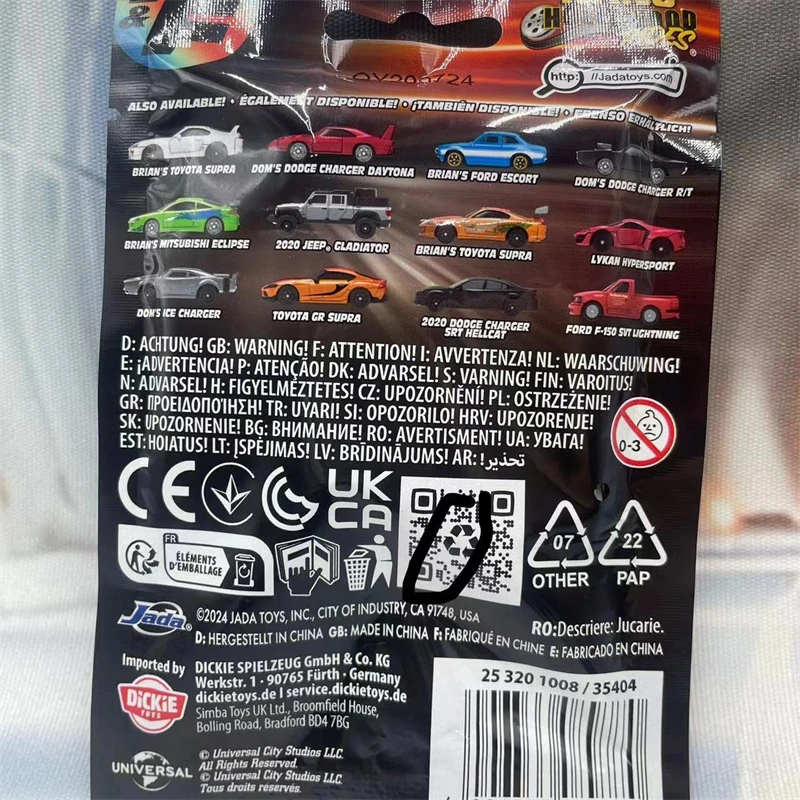 http: //Jadatoys.com
ALSO AVAILABLE! • ÉGALEMENT DISPONIBLE! • ¡TAMBIÉN DISPONIBLE! • EBENSO ERHÄLTLICH!
BRIAN'S TOYOTA SUPRA
DOM'S DODGE CHARGER DAYTONA
BRIAN'S FORD ESCORT
DOM'S DODGE CHARGER R/T
BRIAN'S MITSUBISHI ECLIPSE
2020 JEEP® GLADIATOR
BRIAN'S TOYOTA SUPRA
LYKAN HYPERSPORT
DOM'S ICE CHARGER
TOYOTA GR SUPRA
2020 DODGE CHARGER
SRT HELLCAT
FORD F-150 SVT LIGHTNING
D: ACHTUNG! GB: WARNING! F: ATTENTION! I: AVVERTENZA! NL: WAARSCHUWING!
E: ¡ADVERTENCIA! P: ATENÇÃO! DK: ADVARSEL! S: VARNING! FIN: VAROITUS!
N: ADVARSEL! H: FIGYELMÉZTETES! CZ: UPOZORNĚNÍ! PL: OSTRZEŻENIE!
GR: ΠΡΟΕΙΔΟΠΟΊΗΣΗ! TR: UYARI! SI: OPOZORILO! HRV: UPOZORENJE!
SK: UPOZORNENIE! BG: ВНИМАНИЕ! RO: AVERTISMENT! UA: УВАГА!
EST: HOIATUS! LT: ĮSPĖJIMAS! LV: BRĪDINĀJUMS! AR: تحذير!
0-3
CE
UK
CA
FR
ÉLÉMENTS
D'EMBALLAGE
07
OTHER
22
PAP
Jada
©2024 JADA TOYS, INC., CITY OF INDUSTRY, CA 91748, USA
D: HERGESTELLT IN CHINA GB: MADE IN CHINA F: FABRIQUÉ EN CHINE E: FABRICADO EN CHINA
RO: Descriere: Jucarie.
Imported by
DICKIE
TOYS
DICKIE SPIELZEUG GmbH & Co. KG
Werkstr. 1 · 90765 Fürth · Germany
dickietoys.de | service.dickietoys.de
Simba Toys UK Ltd., Broomfield House,
Bolling Road, Bradford BD4 7BG
25 320 1008 / 35404
UNIVERSAL
© Universal City Studios LLC.
All Rights Reserved.
© Universal City Studios LLC.
Tous droits réservés.